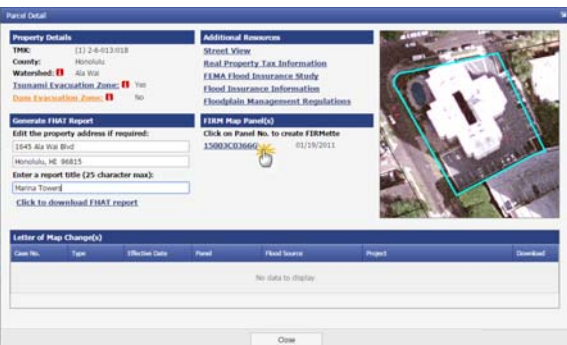 Parcel Detail
Property Details
TMK: (1) 2-6-013:018
County: Honolulu
Watershed: Ala Wai
Tsunami Evacuation Zone: Yes
Dam Evacuation Zone: No
Additional Resources
Street View
Real Property Tax Information
FEMA Flood Insurance Study
Flood Insurance Information
Floodplain Management Regulations
Generate FHAT Report
Edit the property address if required:
1645 Ala Wai Blvd
Honolulu, HI 96815
Enter a report title (25 character max):
Marina Towers
Click to download FHAT report
FIRM Map Panel(s)
Click on Panel No. to create FIRMette
15003C0366G 01/19/2011
Letter of Map Change(s)
Case No. Type Effective Date Panel Flood Source Project Download
No data to display
Close